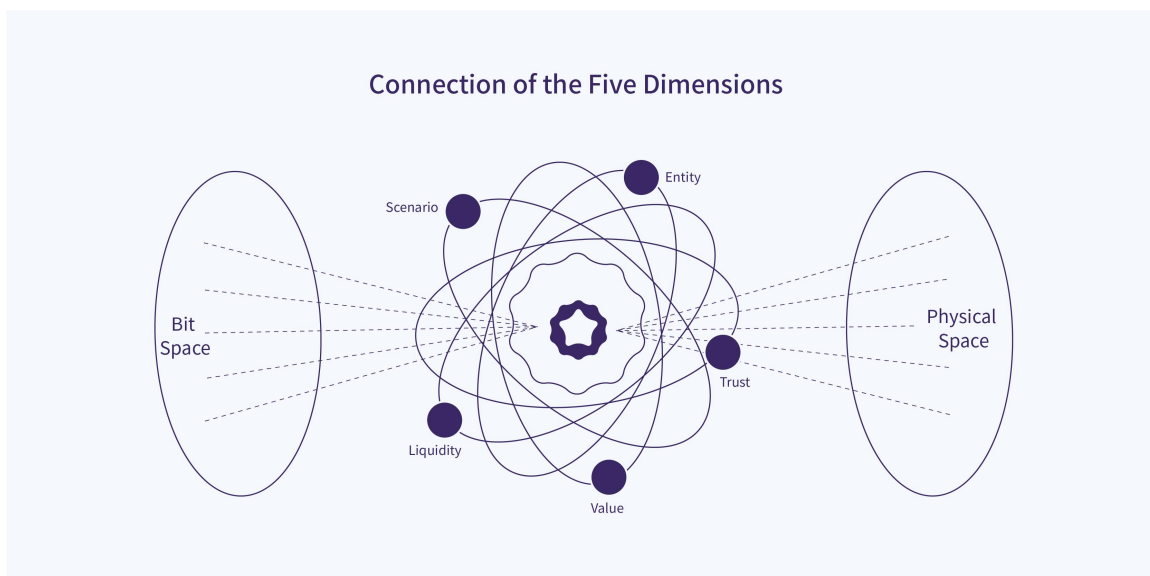 Connection of the Five Dimensions
Entity
Scenario
Bit
Space
Physical
Space
Trust
Liquidity
Value